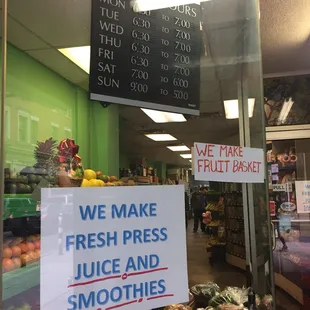 MON
TUE 6:30 to 7:00
WED 6:30 to 7:00
THU 6:30 to 7:00
FRI 6:30 to 7:00
SAT 7:00 to 6:00
SUN 9:00 to 5:00
WE MAKE
FRUIT BASKET
WE MAKE
FRESH PRESS
JUICE AND
SMOOTHIES